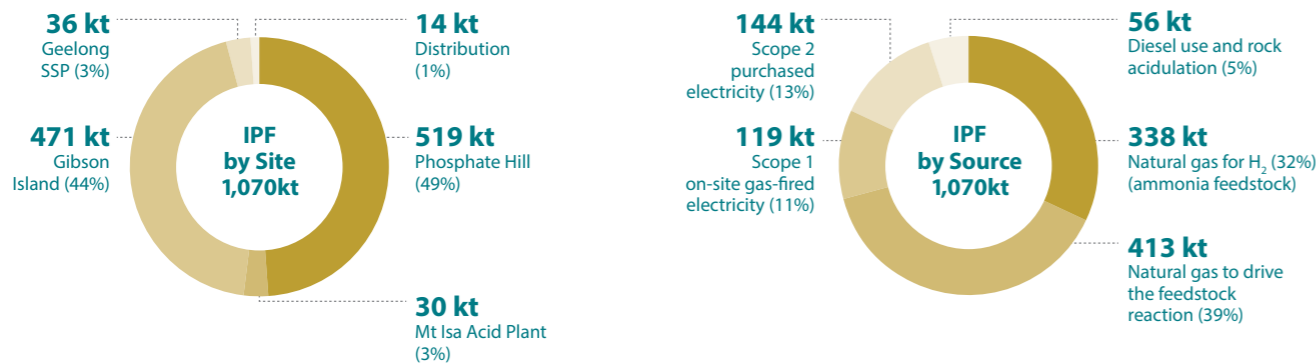 36 kt
Geelong
SSP (3%)
14 kt
Distribution
(1%)
471 kt
Gibson
Island (44%)
IPF
by Site
1,070kt
519 kt
Phosphate Hill
(49%)
30 kt
Mt Isa Acid Plant
(3%)
144 kt
Scope 2
purchased
electricity (13%)
56 kt
Diesel use and rock
acidulation (5%)
119 kt
Scope 1
on-site gas-fired
electricity (11%)
IPF
by Source
1,070kt
338 kt
Natural gas for H₂ (32%)
(ammonia feedstock)
413 kt
Natural gas to drive
the feedstock
reaction (39%)